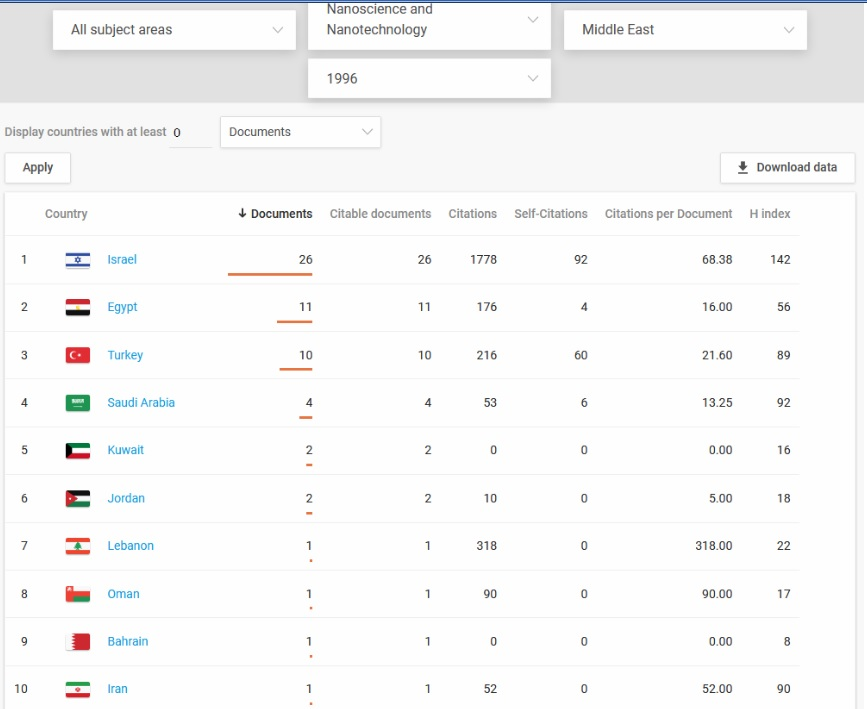 All subject areas
Nanoscience and
Nanotechnology
Middle East
1996
Display countries with at least 0 Documents
Apply
Download data
Country Documents Citable documents Citations Self-Citations Citations per Document H index
1 Israel 26 26 1778 92 68.38 142
2 Egypt 11 11 176 4 16.00 56
3 Turkey 10 10 216 60 21.60 89
4 Saudi Arabia 4 4 53 6 13.25 92
5 Kuwait 2 2 0 0 0.00 16
6 Jordan 2 2 10 0 5.00 18
7 Lebanon 1 1 318 0 318.00 22
8 Oman 1 1 90 0 90.00 17
9 Bahrain 1 1 0 0 0.00 8
10 Iran 1 1 52 0 52.00 90